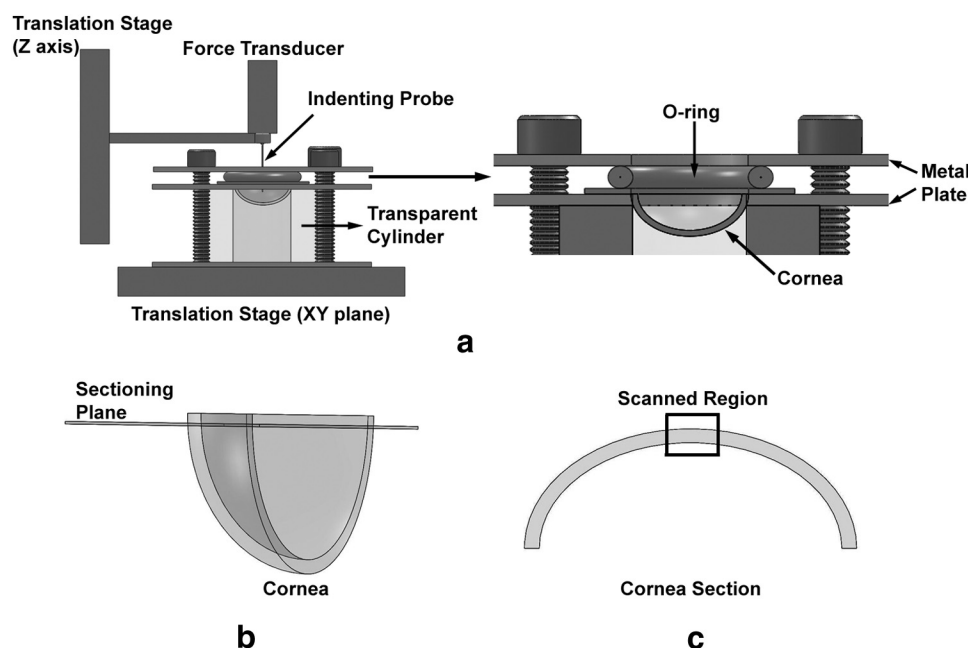 Translation Stage
(Z axis)
Force Transducer
Indenting Probe
Transparent
Cylinder
Translation Stage (XY plane)
O-ring
Metal
Plate
Cornea
a
Sectioning
Plane
Cornea
b
Scanned Region
Cornea Section
c